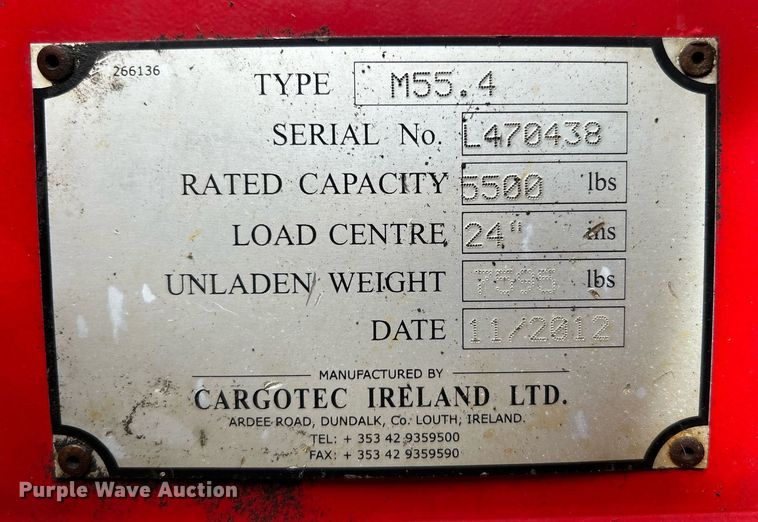 266136
TYPE M55.4
SERIAL No. L470438
RATED CAPACITY 5500 lbs
LOAD CENTRE 24" ins
UNLADEN WEIGHT 7595 lbs
DATE 11/2012
MANUFACTURED BY
CARGOTEC IRELAND LTD.
ARDEE ROAD, DUNDALK, Co. LOUTH, IRELAND.
TEL: + 353 42 9359500
FAX: + 353 42 9359590
Purple Wave Auction